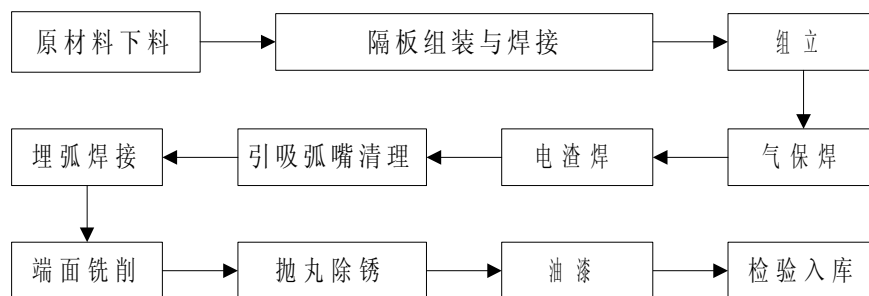 原材料下料
隔板组装与焊接
组立
气保焊
电渣焊
引吸弧嘴清理
埋弧焊接
端面铣削
抛丸除锈
油漆
检验入库